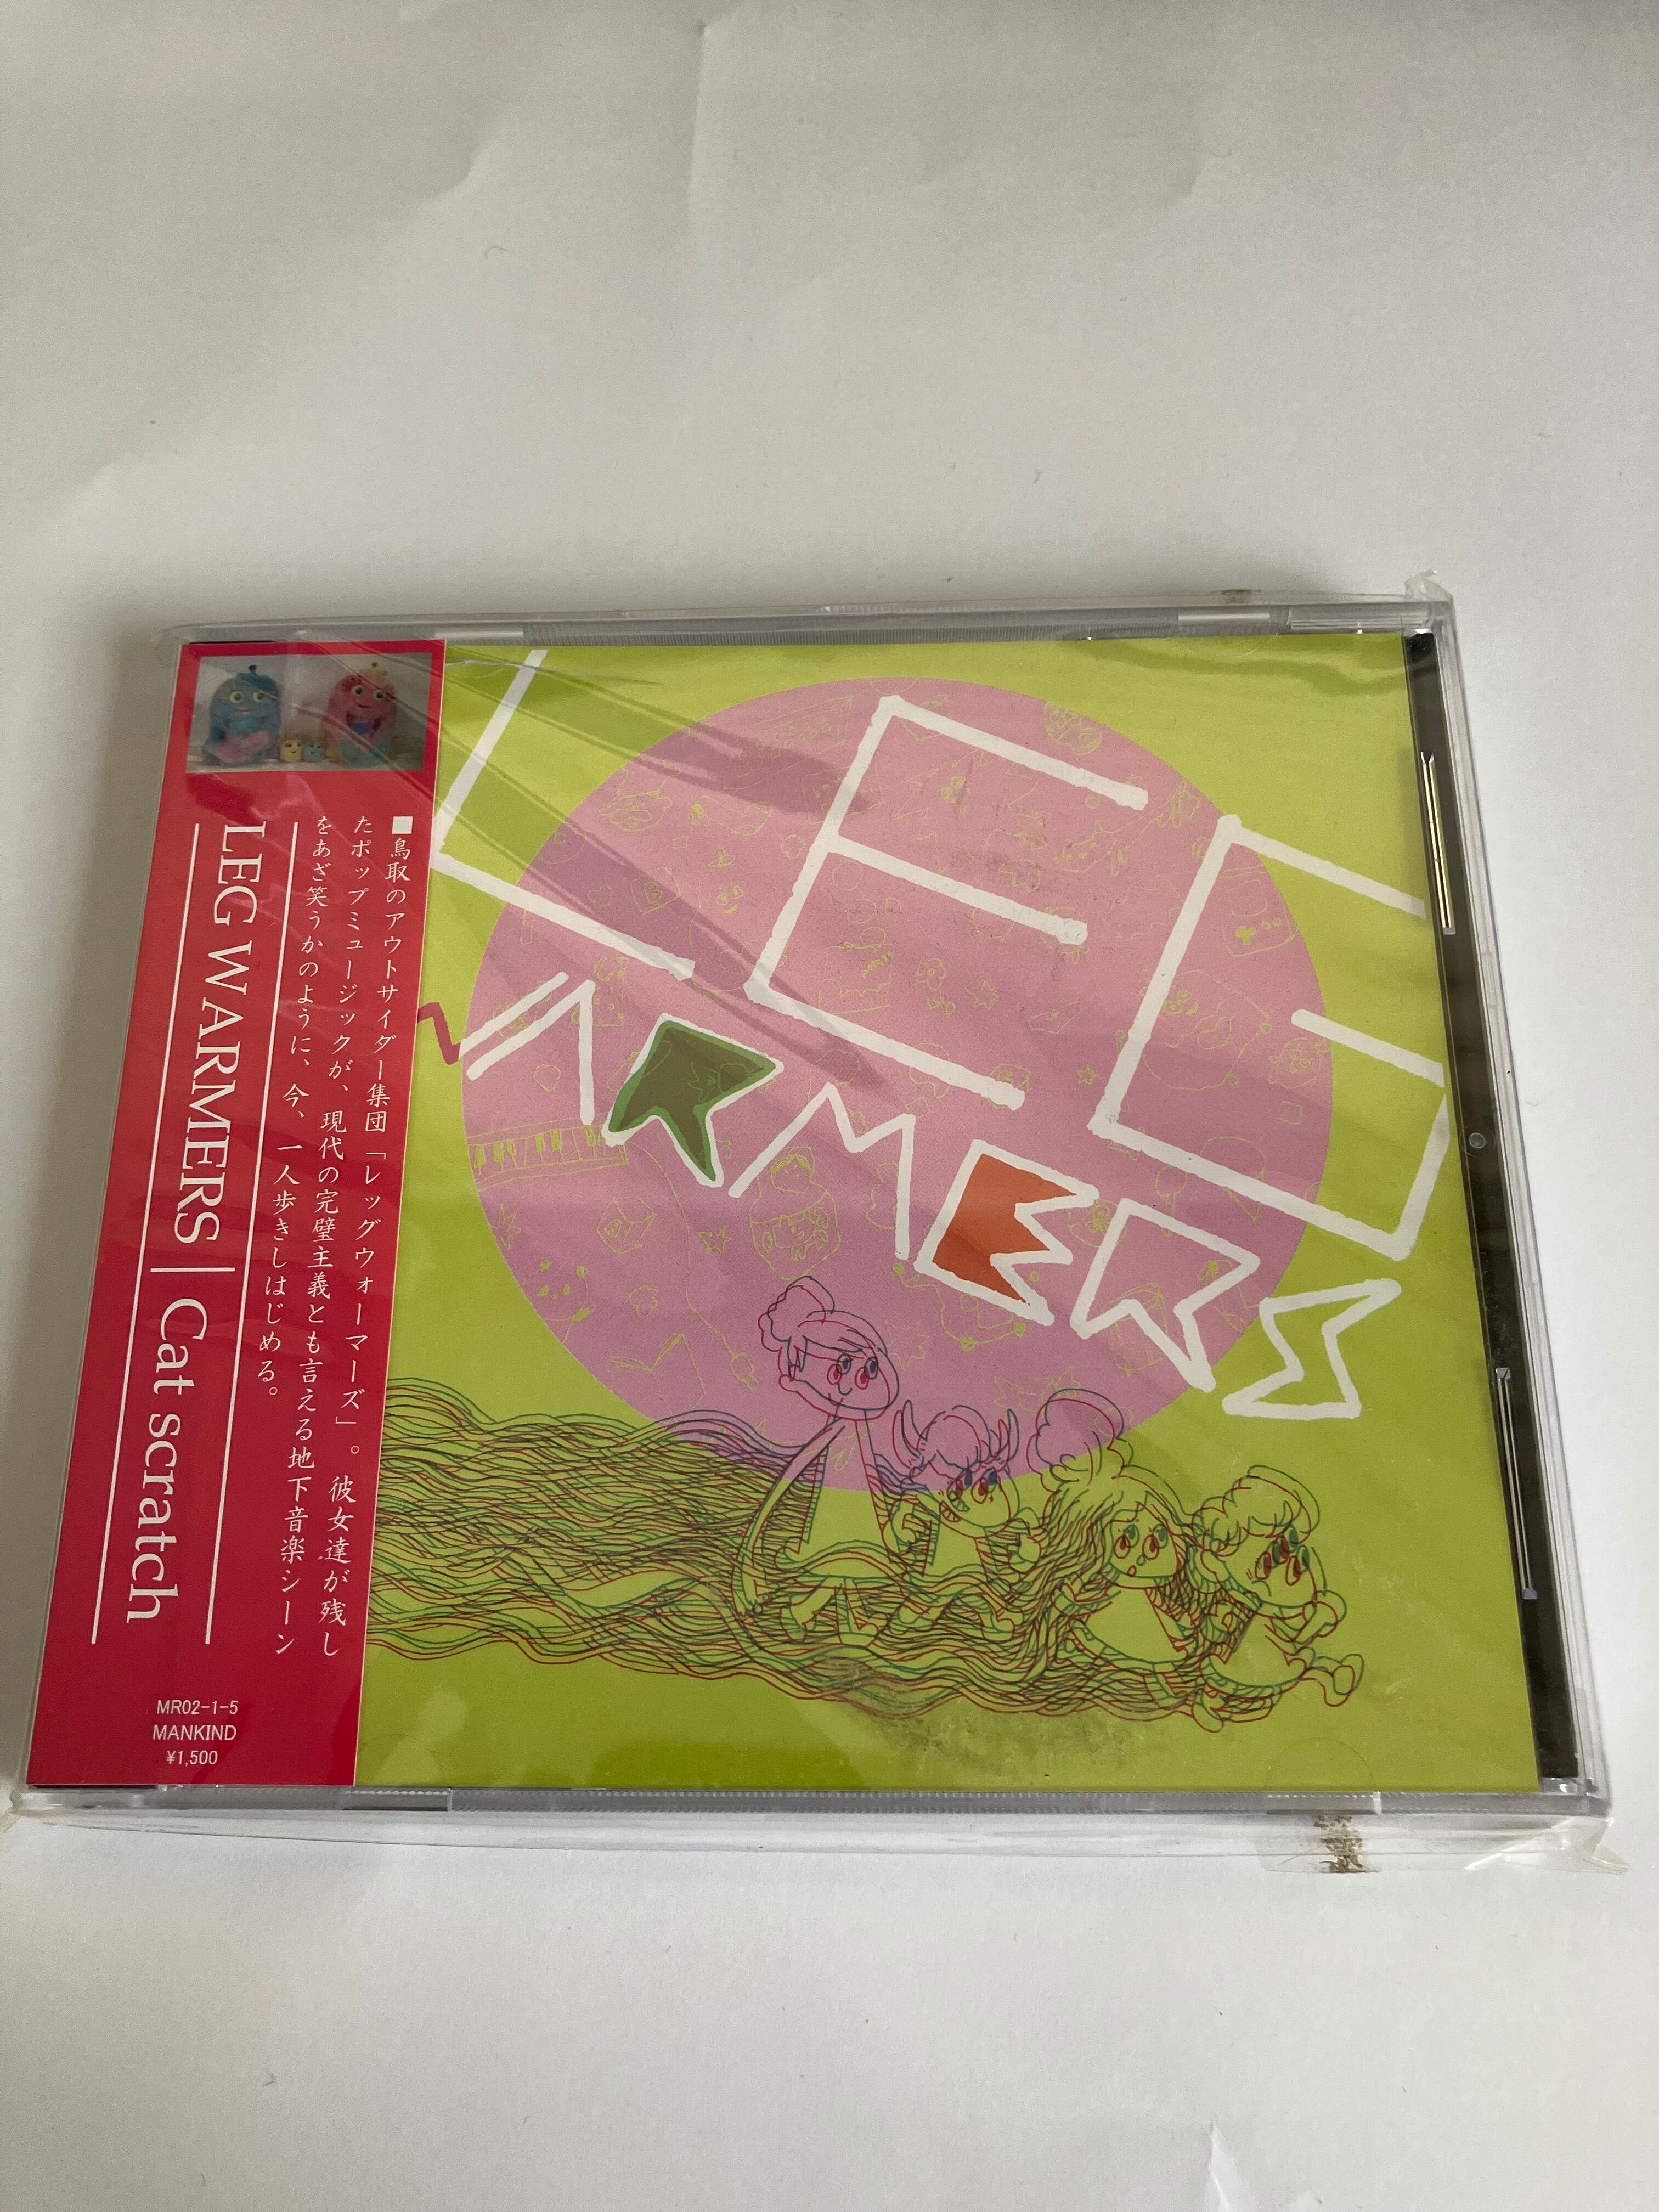 LEG
WARMERS
■鳥取のアウトサイダー集団「レッグウォーマーズ」。彼女達が残し
たポップミュージックが、現代の完璧主義とも言える地下音楽シーン
をあざ笑うかのように、今、一人歩きしはじめる。
LEG WARMERS | Cat scratch
MR02-1-5
MANKIND
¥1,500